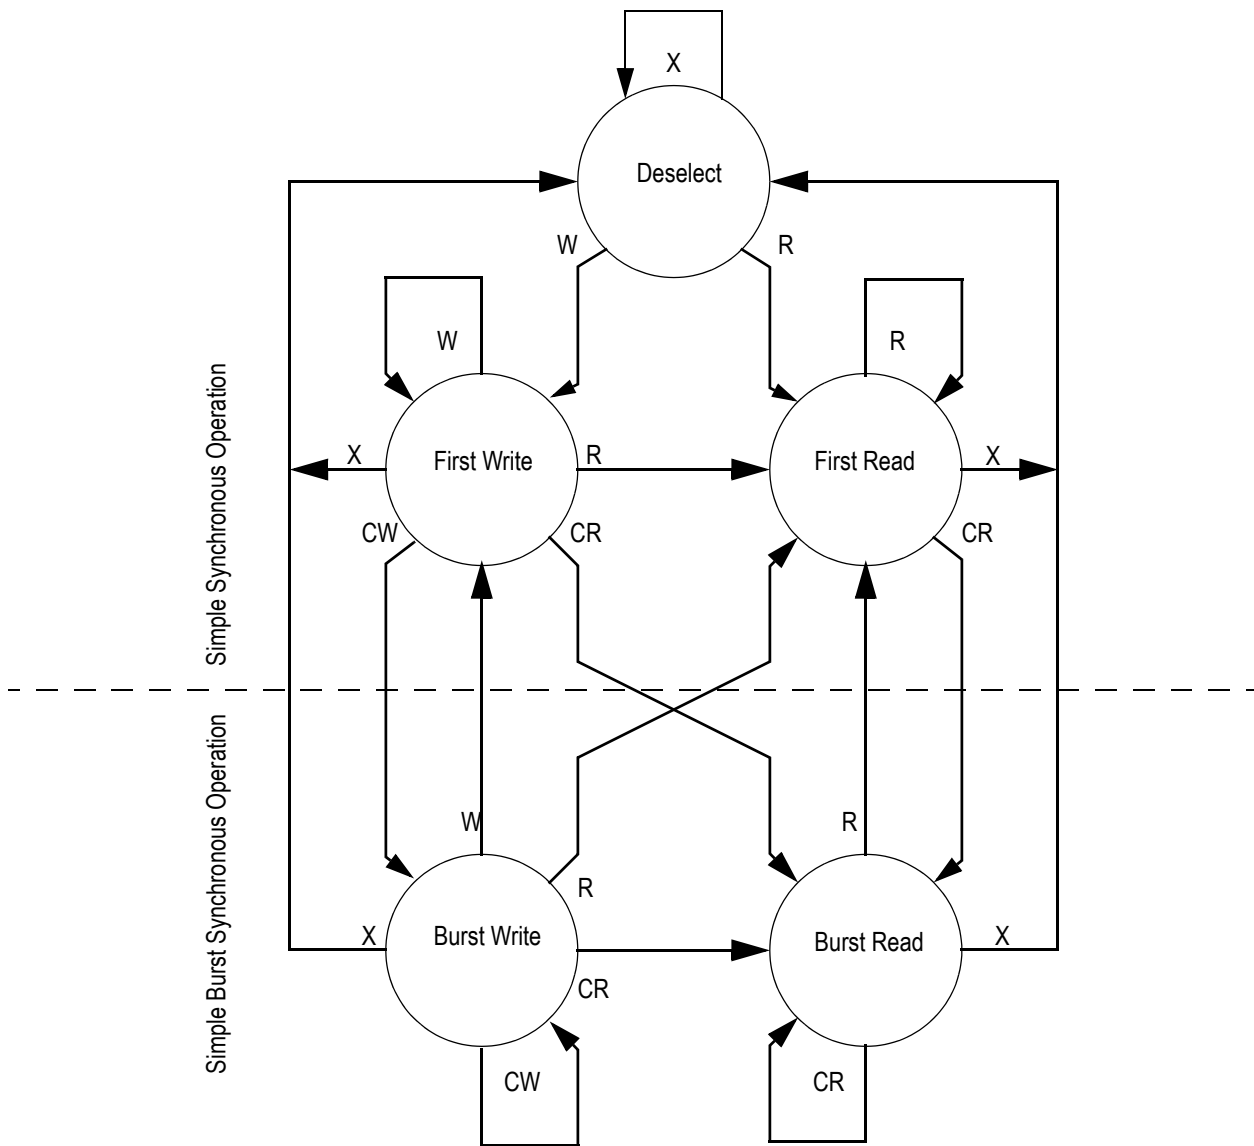 X
Deselect
W
R
W
R
Simple Synchronous Operation
X
First Write
R
First Read
X
CW
CR
CR
Simple Burst Synchronous Operation
W
R
R
X
Burst Write
Burst Read
X
CR
CW
CR